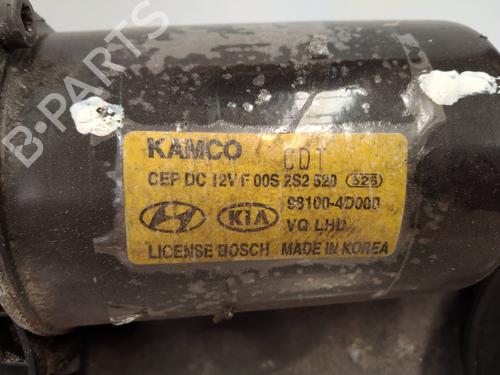 B-PARTS
KAMCO CDT
CEP DC 12V F 00S 2S2 520 525
98100-4D000
KIA VQ LHD
LICENSE BOSCH MADE IN KOREA